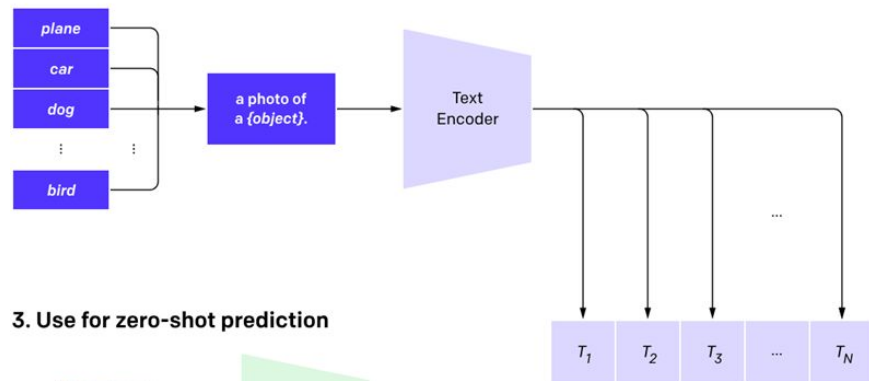 plane
car
dog
⋮ ⋮
bird
a photo of
a {object}.
Text
Encoder
...
3. Use for zero-shot prediction
T1 T2 T3 ... TN